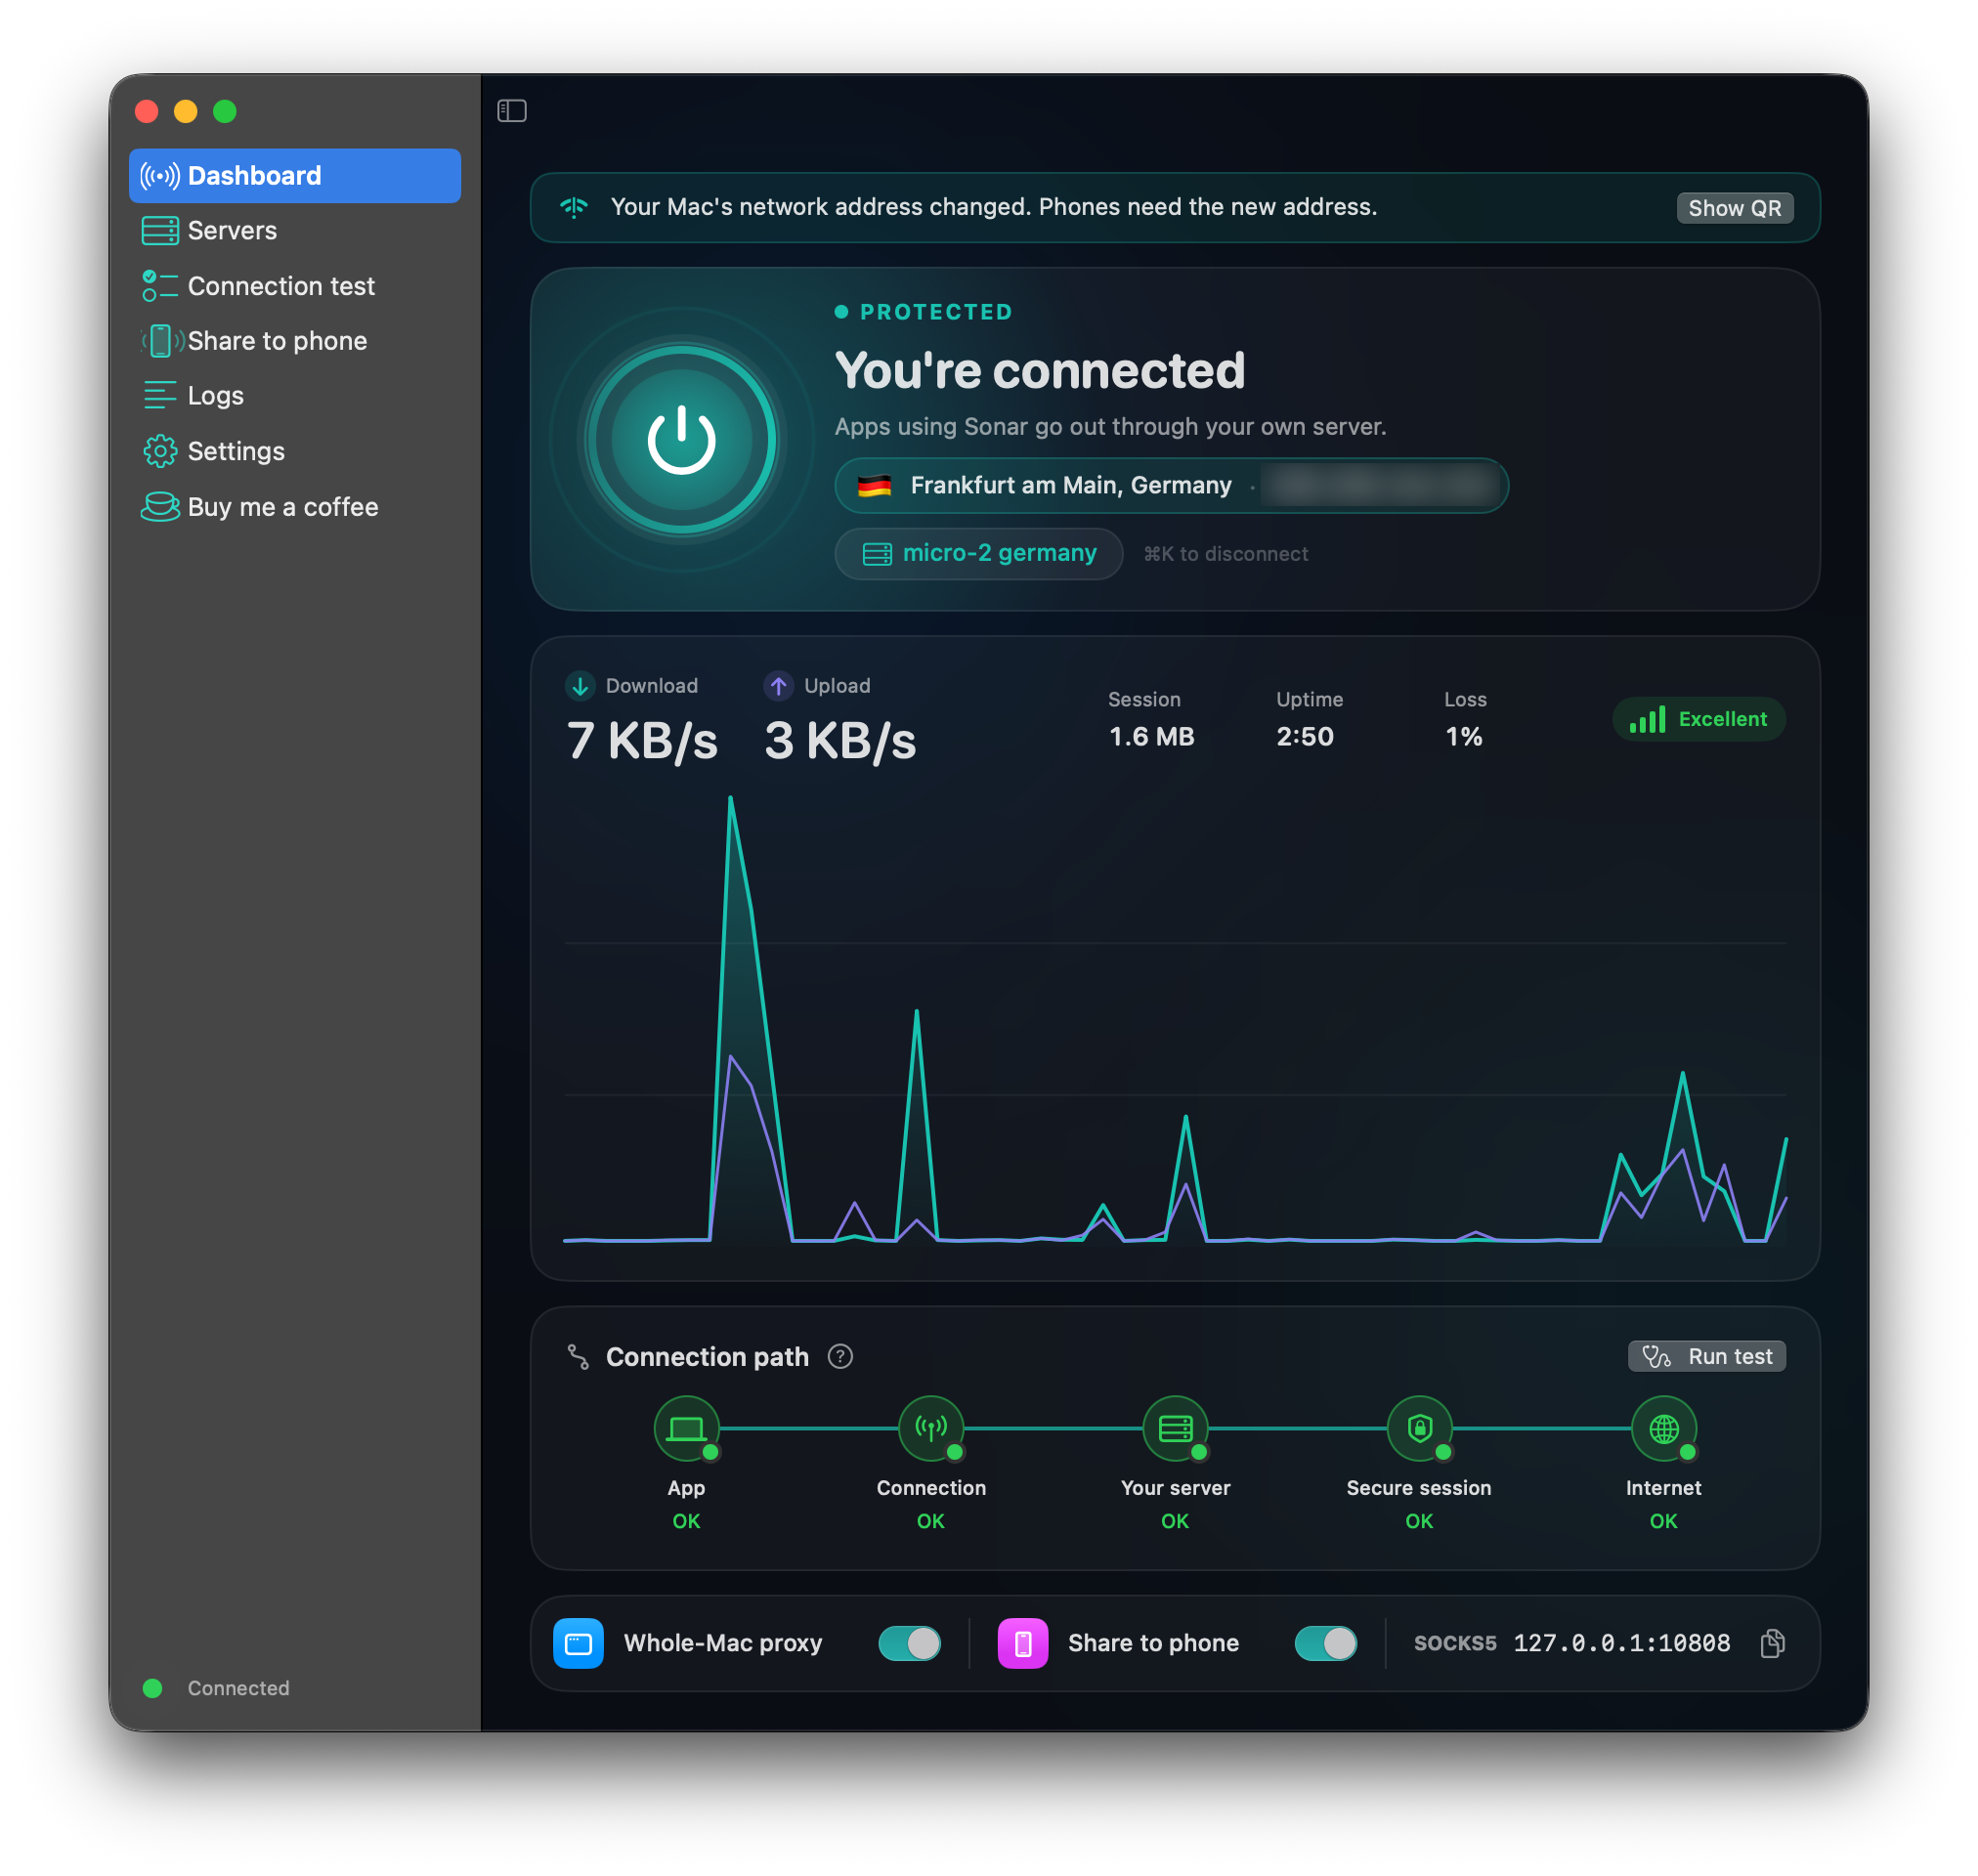 Dashboard
Servers
Connection test
Share to phone
Logs
Settings
Buy me a coffee
Connected
Your Mac's network address changed. Phones need the new address.
Show QR
PROTECTED
You're connected
Apps using Sonar go out through your own server.
Frankfurt am Main, Germany ·
micro-2 germany
⌘K to disconnect
Download
7 KB/s
Upload
3 KB/s
Session
1.6 MB
Uptime
2:50
Loss
1%
Excellent
Connection path ?
Run test
App
OK
Connection
OK
Your server
OK
Secure session
OK
Internet
OK
Whole-Mac proxy
Share to phone
SOCKS5 127.0.0.1:10808